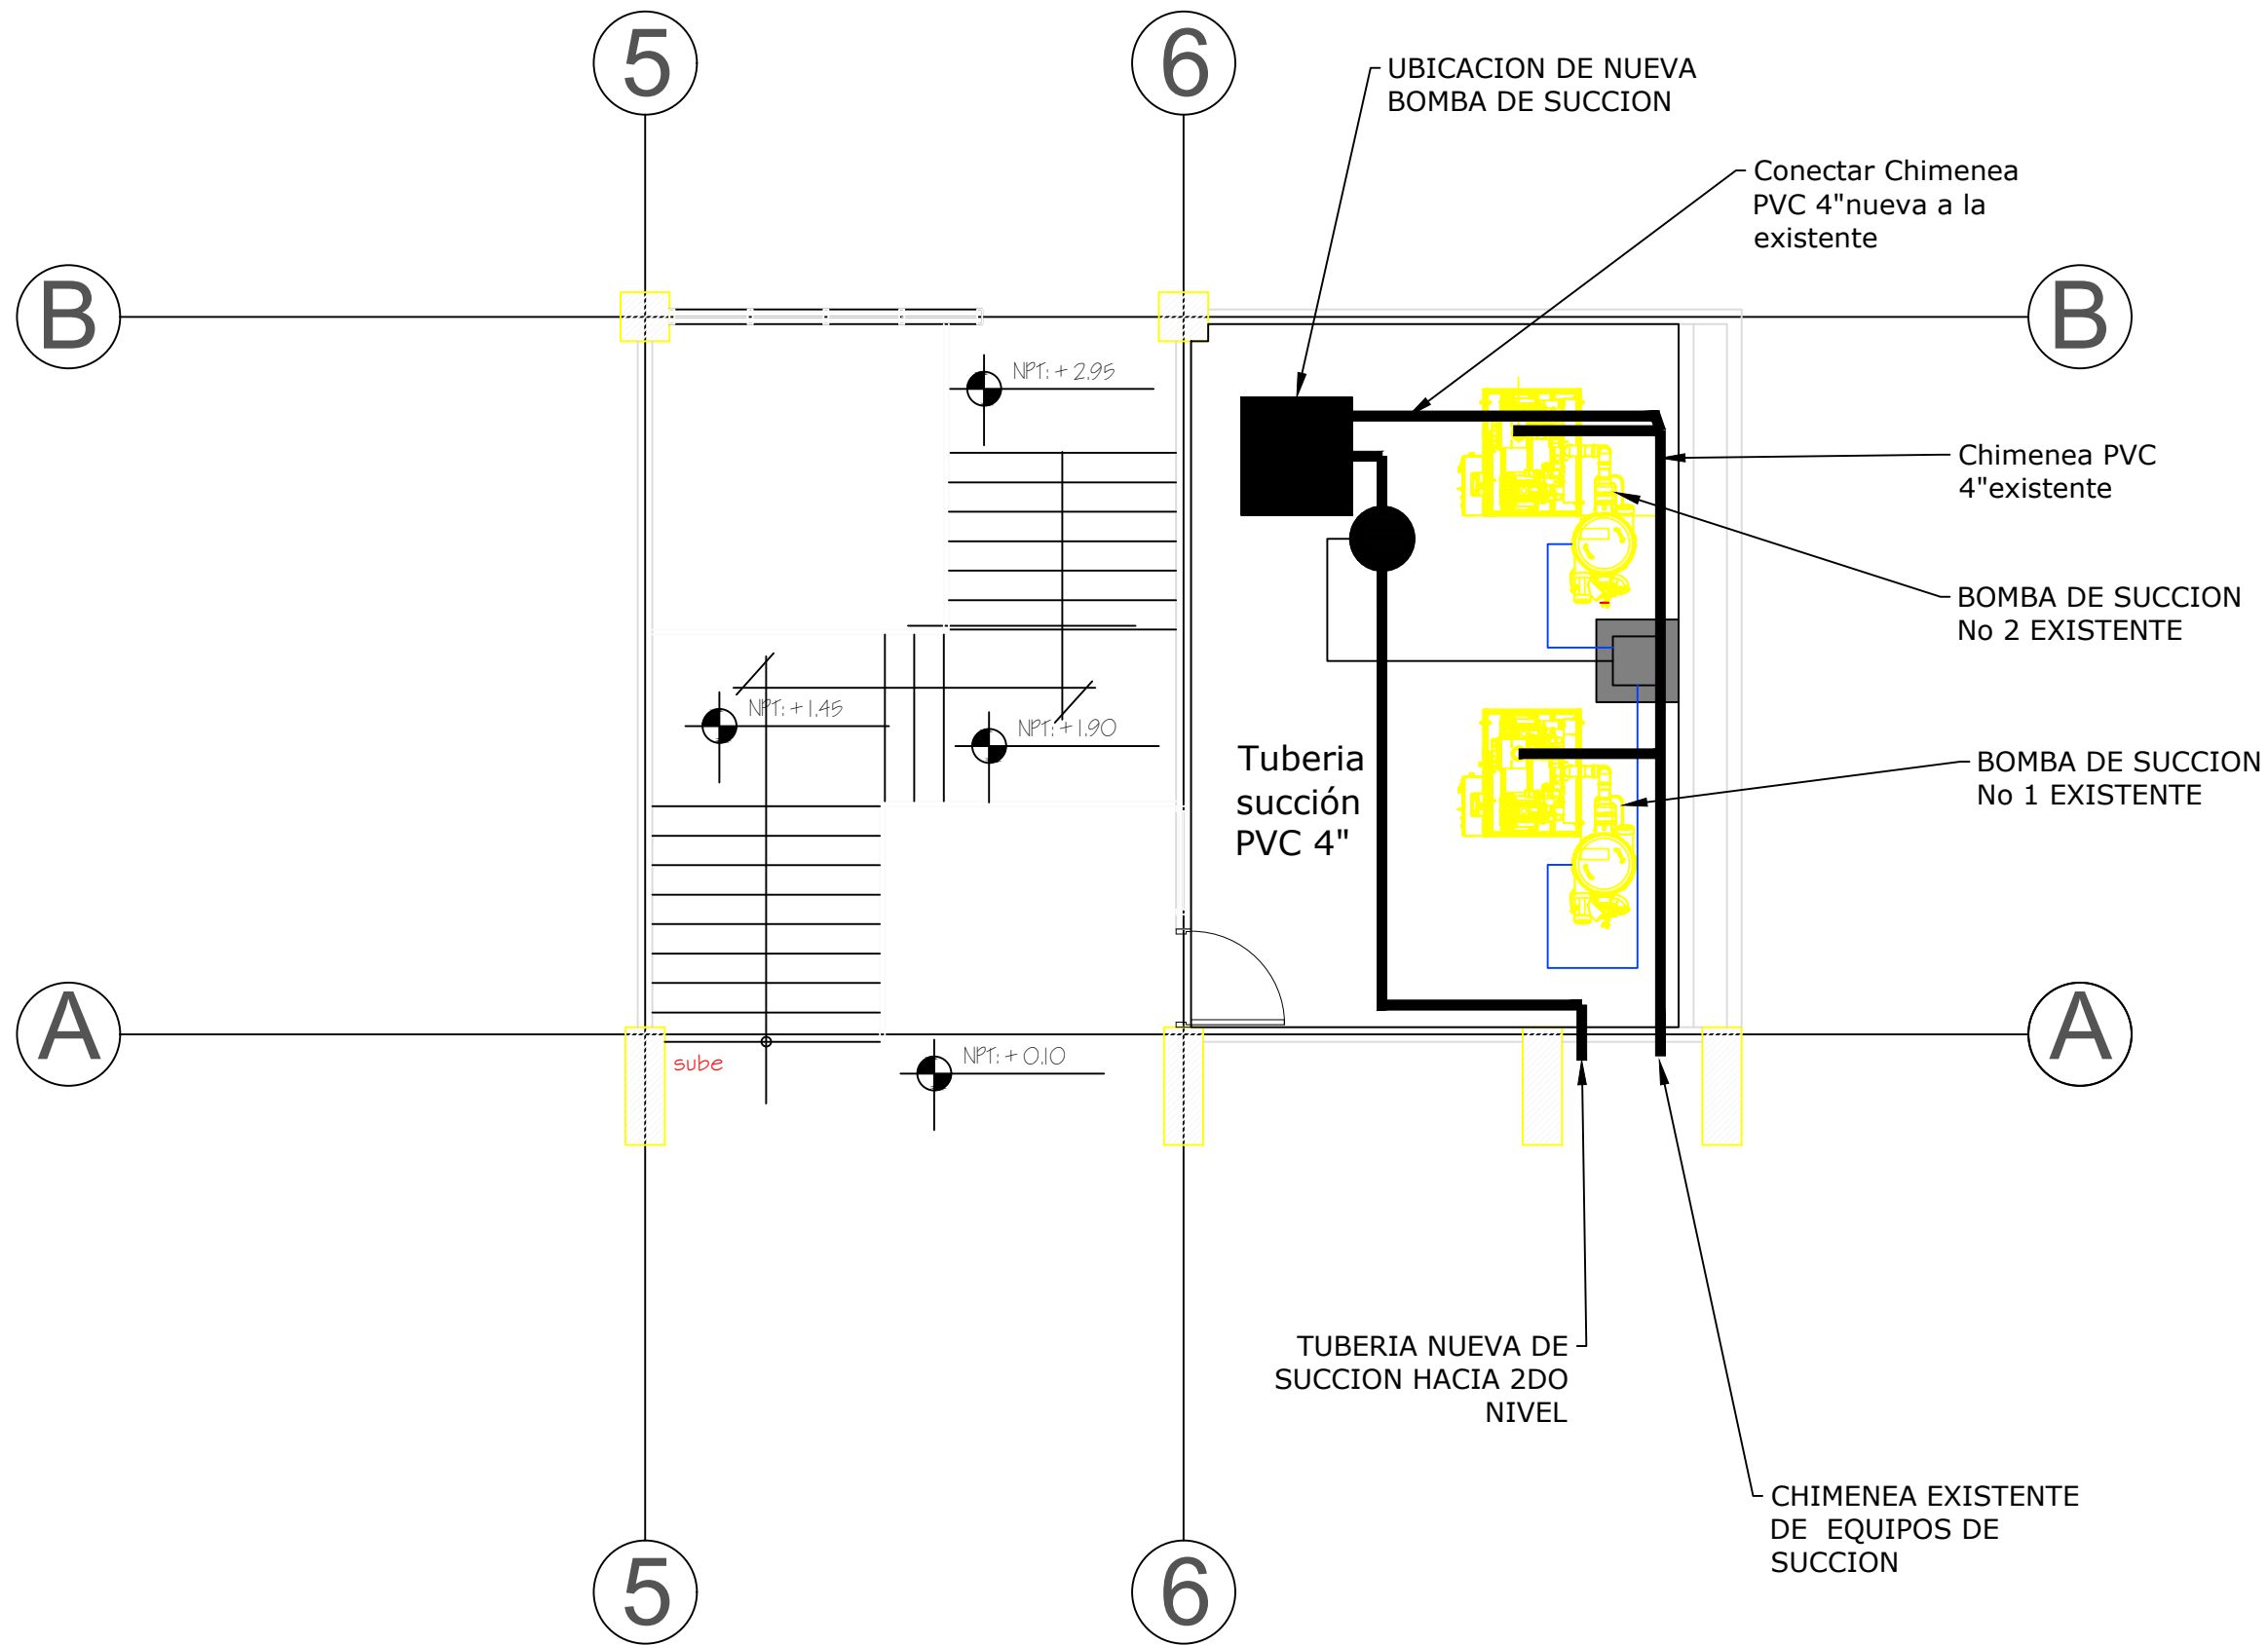 5
6
UBICACION DE NUEVA
BOMBA DE SUCCION
Conectar Chimenea
PVC 4"nueva a la
existente
B
B
NPT: + 2.95
Chimenea PVC
4"existente
BOMBA DE SUCCION
No 2 EXISTENTE
NPT: + 1.45
NPT: + 1.90
Tuberia
succión
PVC 4"
BOMBA DE SUCCION
No 1 EXISTENTE
A
A
sube
NPT: + 0.10
TUBERIA NUEVA DE
SUCCION HACIA 2DO
NIVEL
CHIMENEA EXISTENTE
DE  EQUIPOS DE
SUCCION
5
6